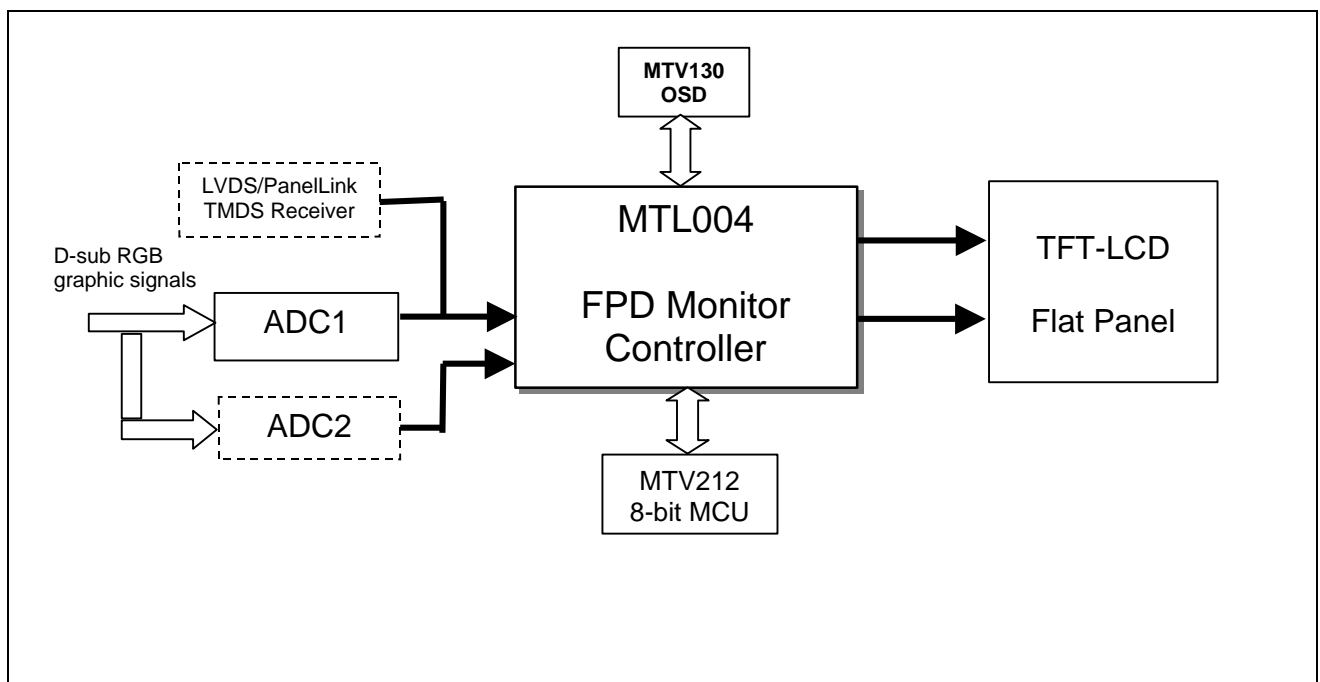 MTV130
OSD
LVDS/PanelLink
TMDS Receiver
D-sub RGB
graphic signals
ADC1
ADC2
MTL004
FPD Monitor
Controller
TFT-LCD
Flat Panel
MTV212
8-bit MCU